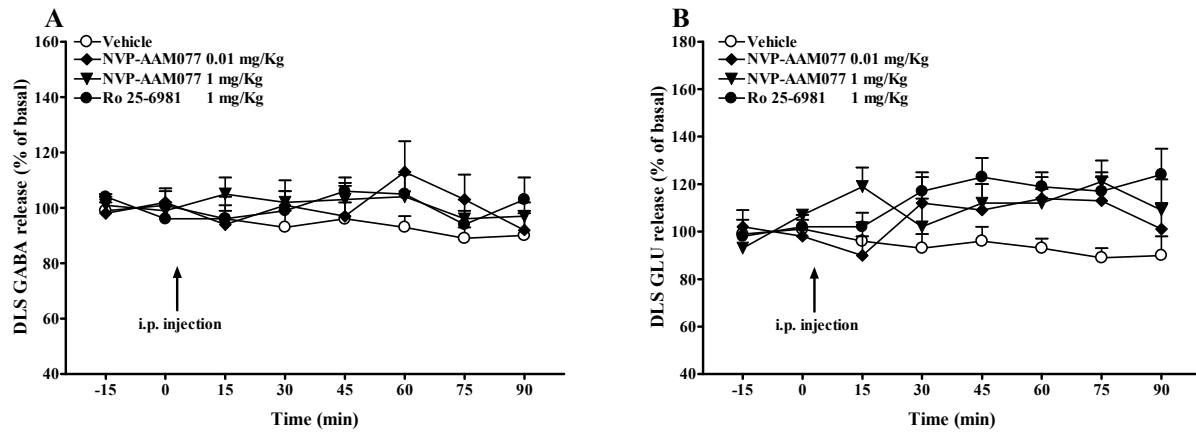 A
Vehicle
NVP-AAM077 0.01 mg/Kg
NVP-AAM077 1 mg/Kg
Ro 25-6981 1 mg/Kg
DLS GABA release (% of basal)
160
140
120
100
80
60
40
i.p. injection
-15 0 15 30 45 60 75 90
Time (min)
B
Vehicle
NVP-AAM077 0.01 mg/Kg
NVP-AAM077 1 mg/Kg
Ro 25-6981 1 mg/Kg
DLS GLU release (% of basal)
180
160
140
120
100
80
60
40
i.p. injection
-15 0 15 30 45 60 75 90
Time (min)